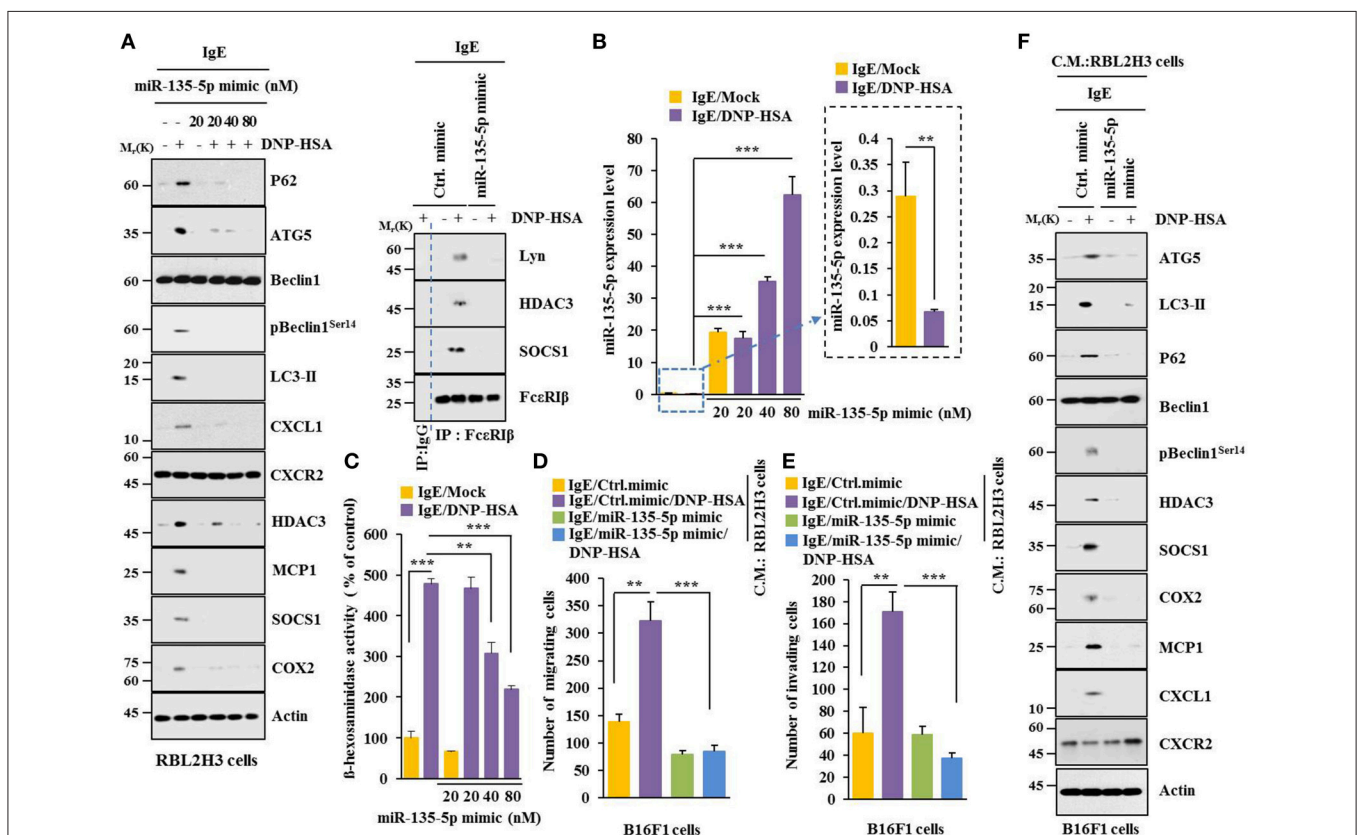 A
IgE
miR-135-5p mimic (nM)
- - 20 20 40 80
Mr(K) - + - + + + DNP-HSA
60 P62
35 ATG5
60 Beclin1
60 pBeclin1Ser14
20
15 LC3-II
10 CXCL1
60
45 CXCR2
45 HDAC3
25 MCP1
35 SOCS1
75
60 COX2
45 Actin
RBL2H3 cells
IgE
Ctrl. mimic
miR-135-5p mimic
Mr(K) + - + - + DNP-HSA
60
45 Lyn
45 HDAC3
25 SOCS1
35
25 FcεRIβ
IP:IgG
IP : FcεRIβ
B
IgE/Mock
IgE/DNP-HSA
miR-135-5p expression level
80
70
60
50
40
30
20
10
0
***
***
***
20 20 40 80 miR-135-5p mimic (nM)
IgE/Mock
IgE/DNP-HSA
miR-135-5p expression level
0.4
0.35
0.3
0.25
0.2
0.15
0.1
0.05
0
**
C
IgE/Mock
IgE/DNP-HSA
ß-hexosaminidase activity ( % of control)
600
500
400
300
200
100
0
***
**
***
20 20 40 80
miR-135-5p mimic (nM)
D
IgE/Ctrl.mimic
IgE/Ctrl.mimic/DNP-HSA
IgE/miR-135-5p mimic
IgE/miR-135-5p mimic/
DNP-HSA
C.M.: RBL2H3 cells
Number of migrating cells
400
350
300
250
200
150
100
50
0
**
***
B16F1 cells
E
IgE/Ctrl.mimic
IgE/Ctrl.mimic/DNP-HSA
IgE/miR-135-5p mimic
IgE/miR-135-5p mimic/
DNP-HSA
C.M.: RBL2H3 cells
Number of invading cells
200
180
160
140
120
100
80
60
40
20
0
**
***
B16F1 cells
F
C.M.:RBL2H3 cells
IgE
Ctrl. mimic
miR-135-5p
mimic
Mr(K) - + - + DNP-HSA
35 ATG5
20
15 LC3-II
60 P62
60 Beclin1
60 pBeclin1Ser14
45 HDAC3
35 SOCS1
75
60 COX2
25 MCP1
10 CXCL1
60
45 CXCR2
45 Actin
B16F1 cells